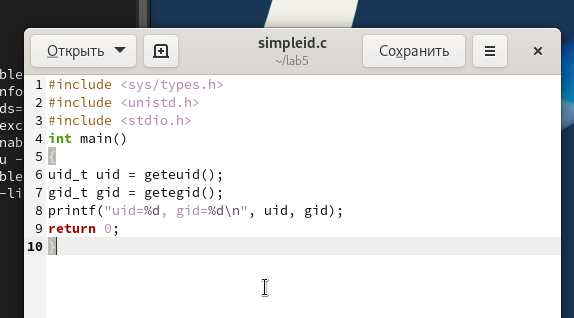 Открыть
simpleid.c
~/lab5
Сохранить
ble
nfo
ds=
exc
nab
u -
ble
-li
1 #include <sys/types.h>
2 #include <unistd.h>
3 #include <stdio.h>
4 int main()
5 {
6 uid_t uid = geteuid();
7 gid_t gid = getegid();
8 printf("uid=%d, gid=%d\n", uid, gid);
9 return 0;
10 }